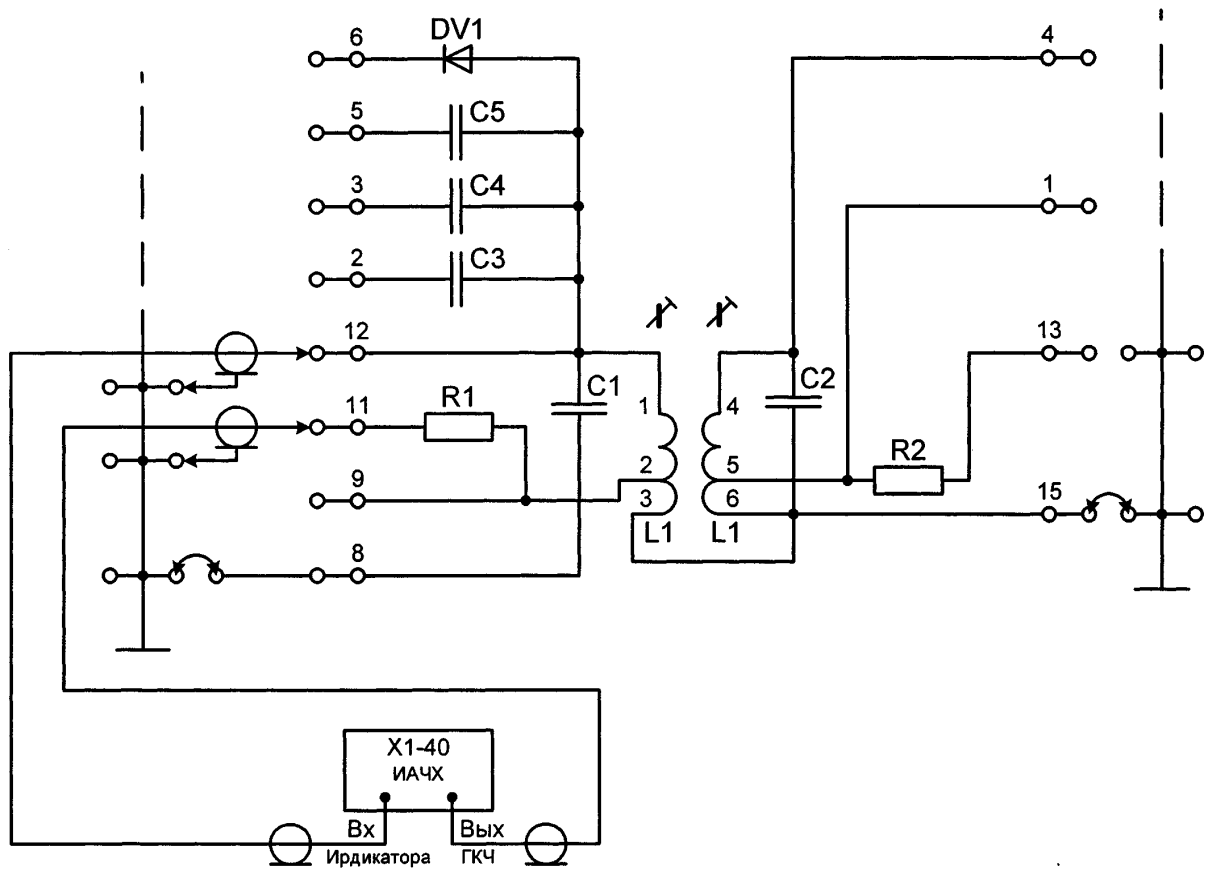 6 DV1 4
5 C5
3 C4 1
2 C3
12 13
11 R1 C1 1 4 C2
9 2 5 R2
3 6 15
L1 L1
8
X1-40
ИАЧХ
Вх Вых
Ирдикатора ГКЧ